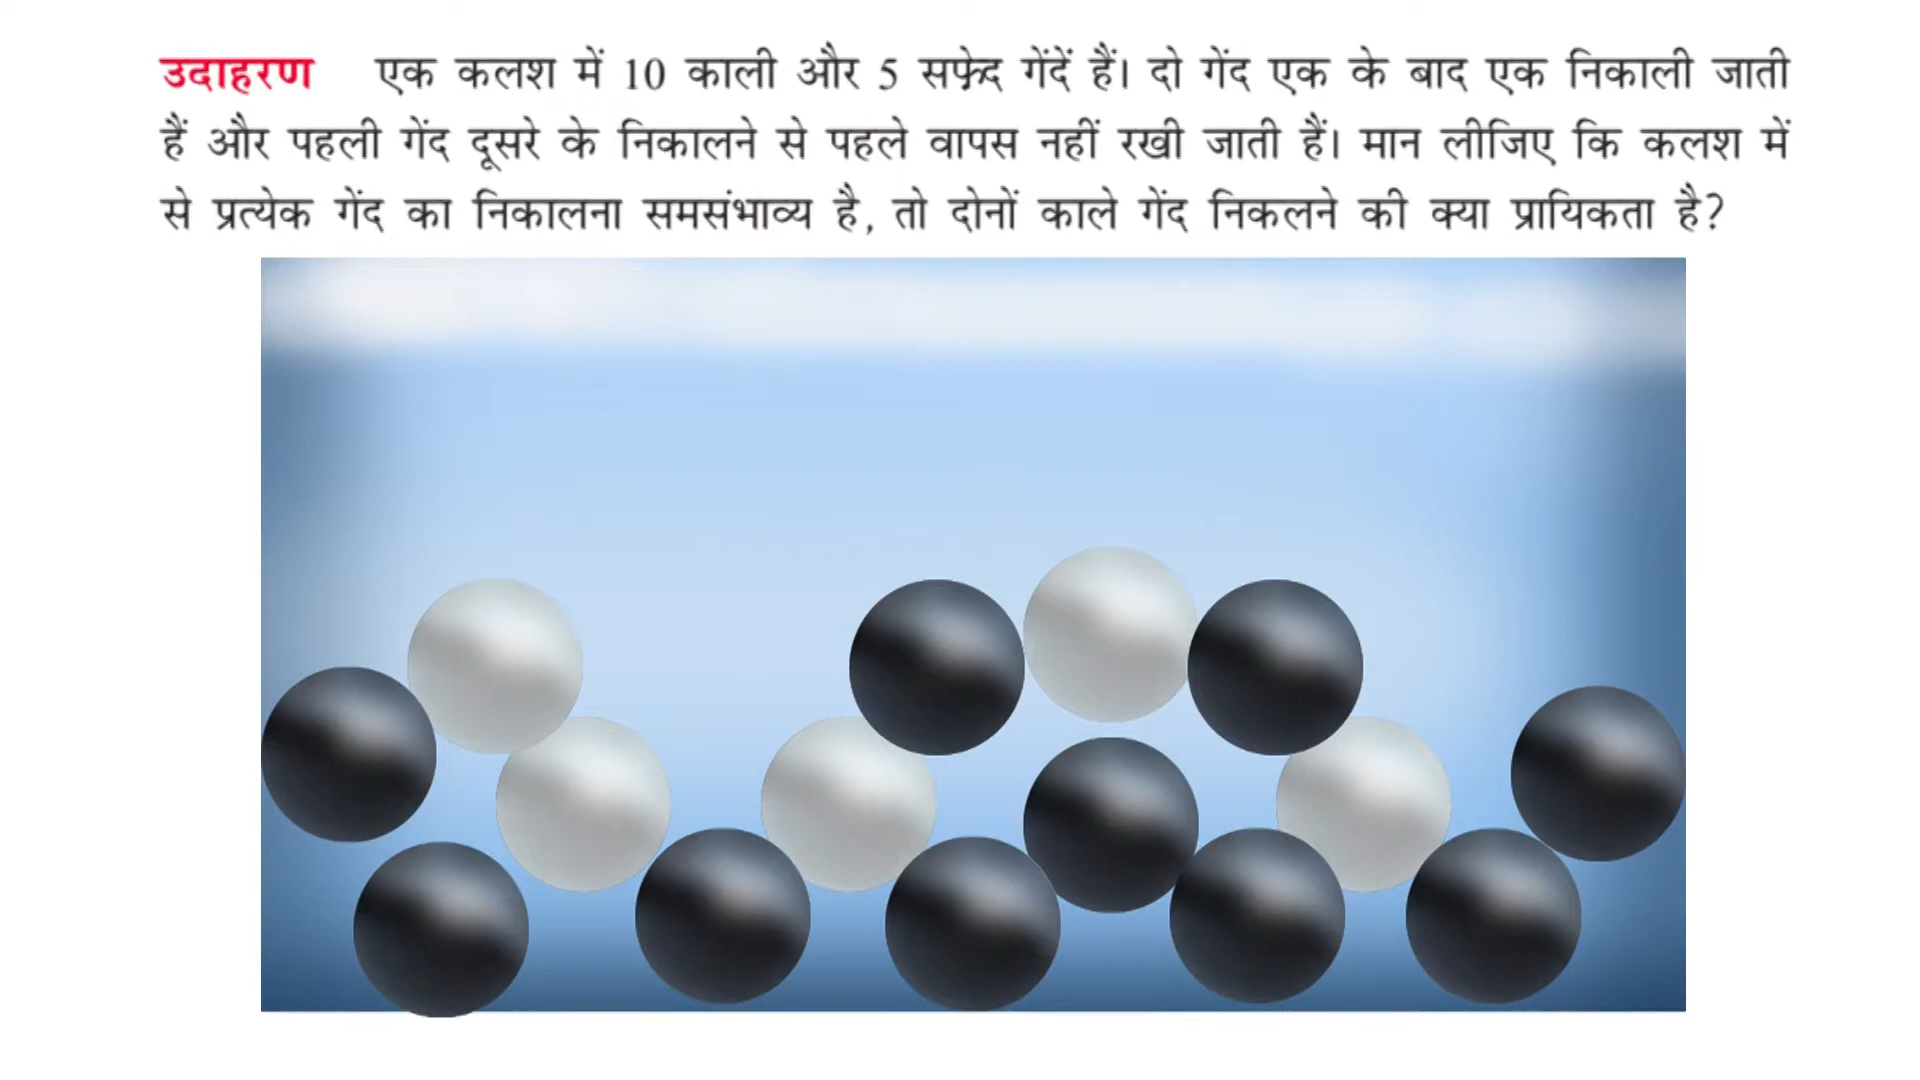 उदाहरण एक कलश में 10 काली और 5 सफ़ेद गेंदें हैं। दो गेंद एक के बाद एक निकाली जाती
हैं और पहली गेंद दूसरे के निकालने से पहले वापस नहीं रखी जाती हैं। मान लीजिए कि कलश में
से प्रत्येक गेंद का निकालना समसंभाव्य है, तो दोनों काले गेंद निकलने की क्या प्रायिकता है?